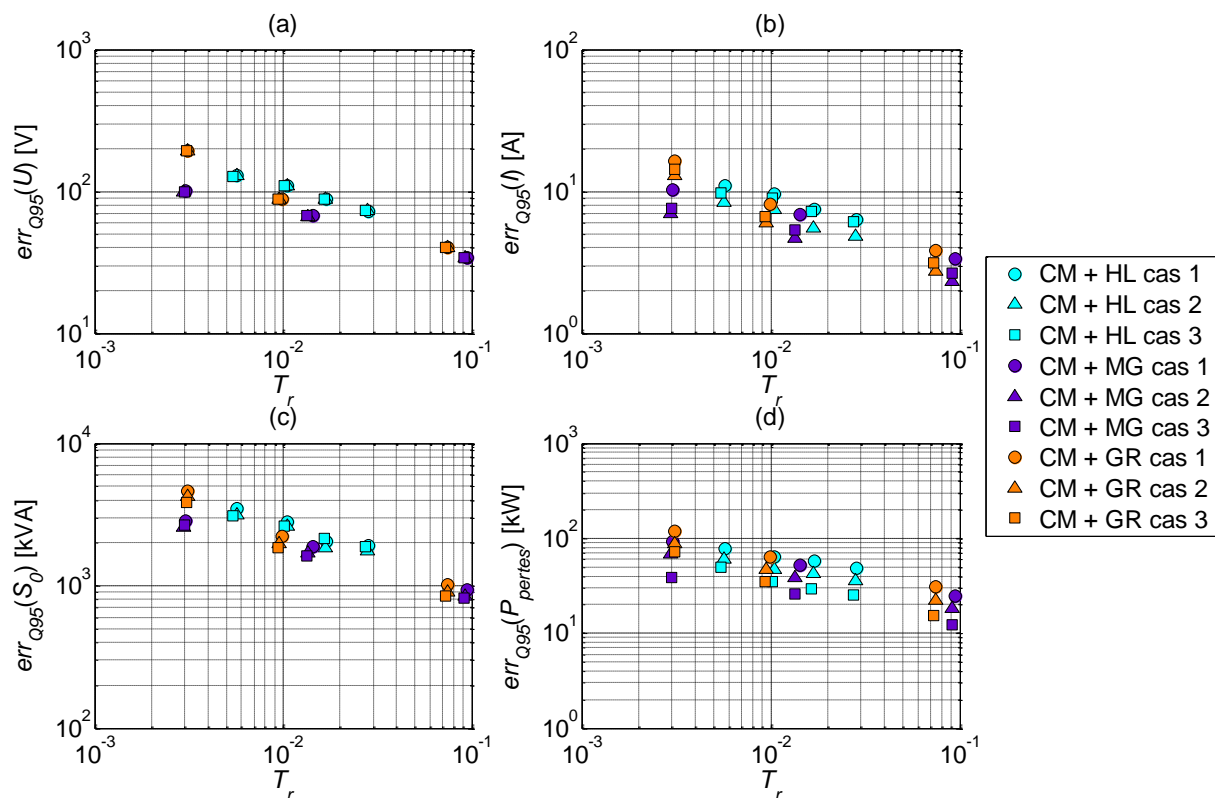 (a)
10^3
10^2
10^1
err_Q95(U) [V]
10^-3
10^-2
10^-1
T_r
(b)
10^2
10^1
10^0
err_Q95(I) [A]
10^-3
10^-2
10^-1
T_r
(c)
10^4
10^3
10^2
err_Q95(S_0) [kVA]
10^-3
10^-2
10^-1
T_r
(d)
10^3
10^2
10^1
10^0
err_Q95(P_pertes) [kW]
10^-3
10^-2
10^-1
T_r
CM + HL cas 1
CM + HL cas 2
CM + HL cas 3
CM + MG cas 1
CM + MG cas 2
CM + MG cas 3
CM + GR cas 1
CM + GR cas 2
CM + GR cas 3